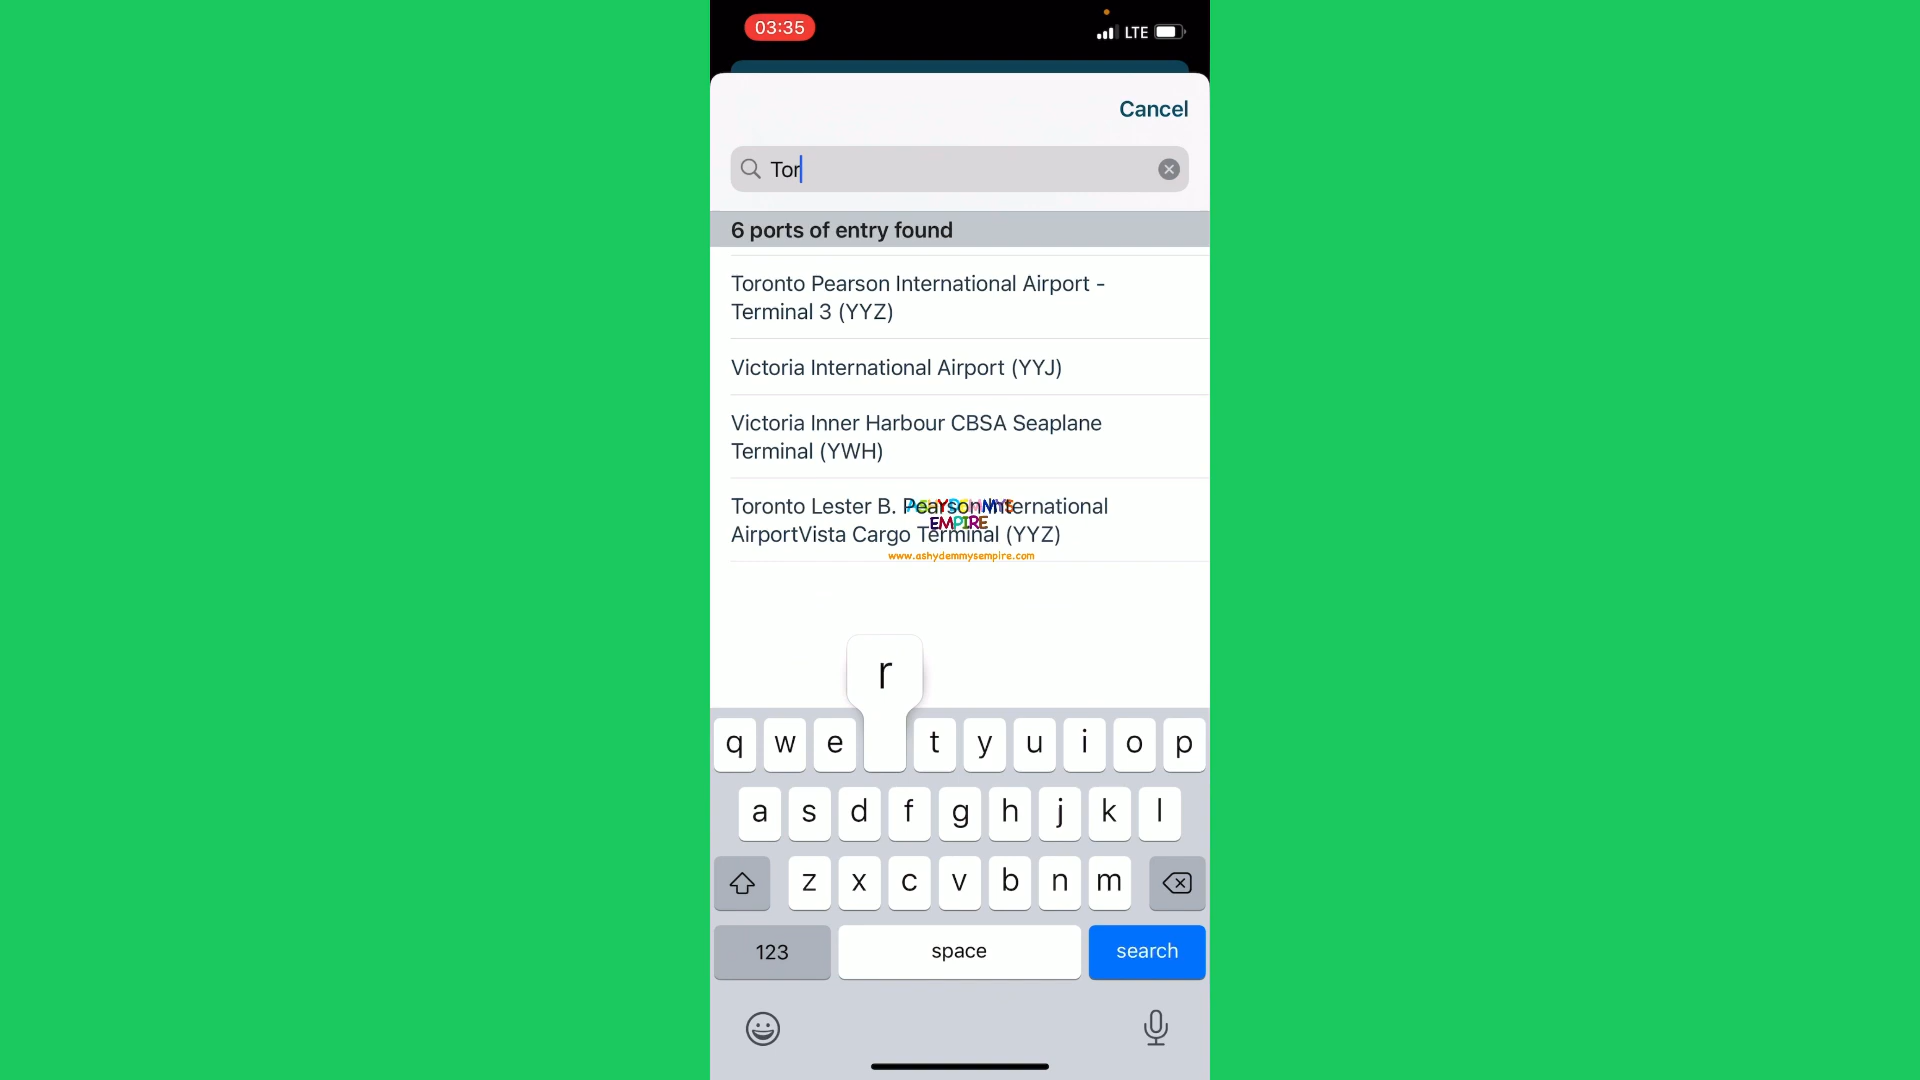 03:35
LTE
Cancel
Tor
6 ports of entry found
Toronto Pearson International Airport -
Terminal 3 (YYZ)
Victoria International Airport (YYJ)
Victoria Inner Harbour CBSA Seaplane
Terminal (YWH)
Toronto Lester B. Pearson International
AirportVista Cargo Terminal (YYZ)
ASHYDEMMYS
EMPIRE
www.ashydemmysempire.com
r
q w e t y u i o p
a s d f g h j k l
z x c v b n m
123 space search